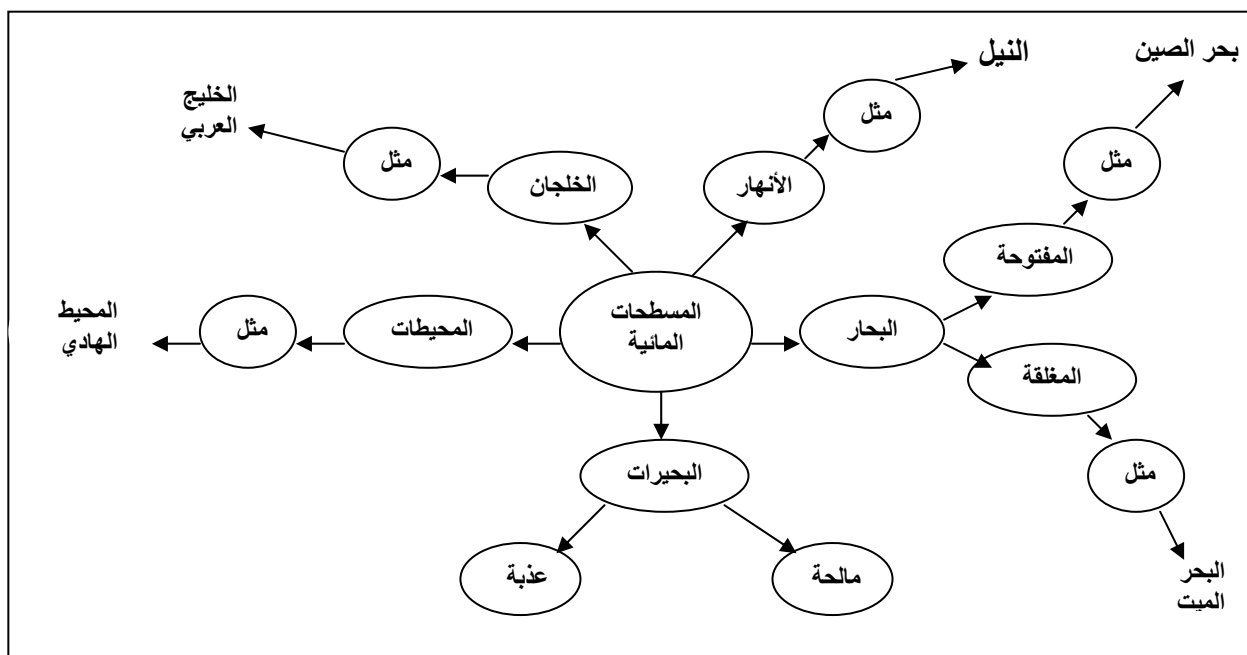 بحر الصين
النيل
مثل
الخليج
العربي
مثل
مثل
الخلجان
الأنهار
المفتوحة
المسطحات
المائية
البحار
المحيطات
مثل
المحيط
الهادي
المغلقة
البحيرات
مثل
مالحة
عذبة
البحر
الميت